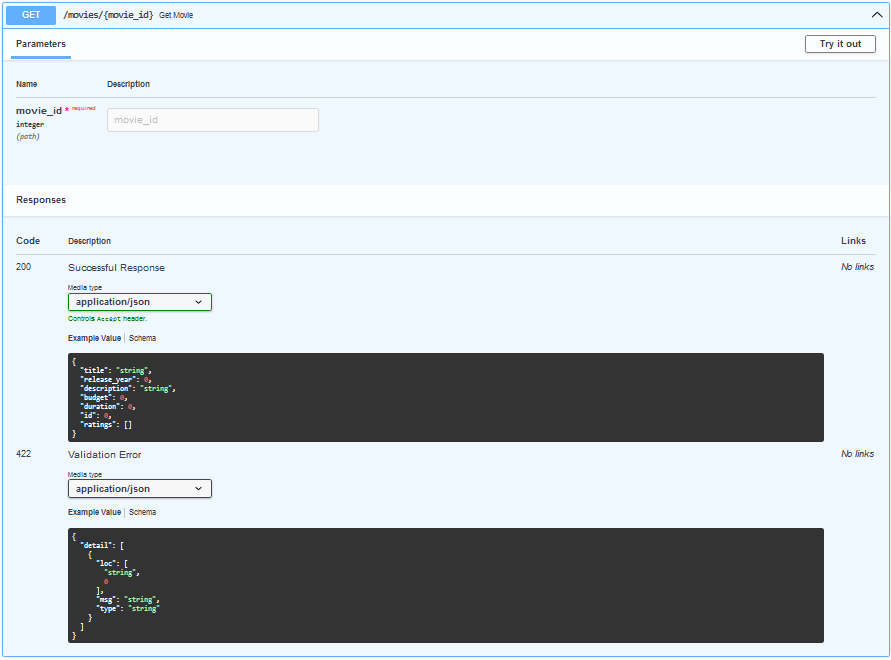 GET /movies/{movie_id} Get Movie
Parameters
Try it out
Name Description
movie_id * required
integer
(path)
movie_id
Responses
Code Description Links
200 Successful Response No links
Media type
application/json
Controls Accept header.
Example Value Schema
{
  "title": "string",
  "release_year": 0,
  "description": "string",
  "budget": 0,
  "duration": 0,
  "id": 0,
  "ratings": []
}
422 Validation Error No links
Media type
application/json
Example Value Schema
{
  "detail": [
    {
      "loc": [
        "string",
        0
      ],
      "msg": "string",
      "type": "string"
    }
  ]
}